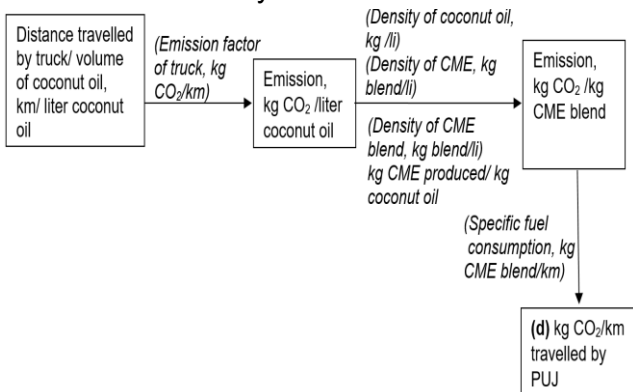 Distance travelled
by truck/ volume
of coconut oil,
km/ liter coconut
oil
(Emission factor
of truck, kg
CO₂/km)
Emission,
kg CO₂ /liter
coconut oil
(Density of coconut oil,
kg /li)
(Density of CME, kg
blend/li)
(Density of CME
blend, kg blend/li)
kg CME produced/ kg
coconut oil
Emission,
kg CO₂ /kg
CME blend
(Specific fuel
consumption, kg
CME blend/km)
(d) kg CO₂/km
travelled by
PUJ